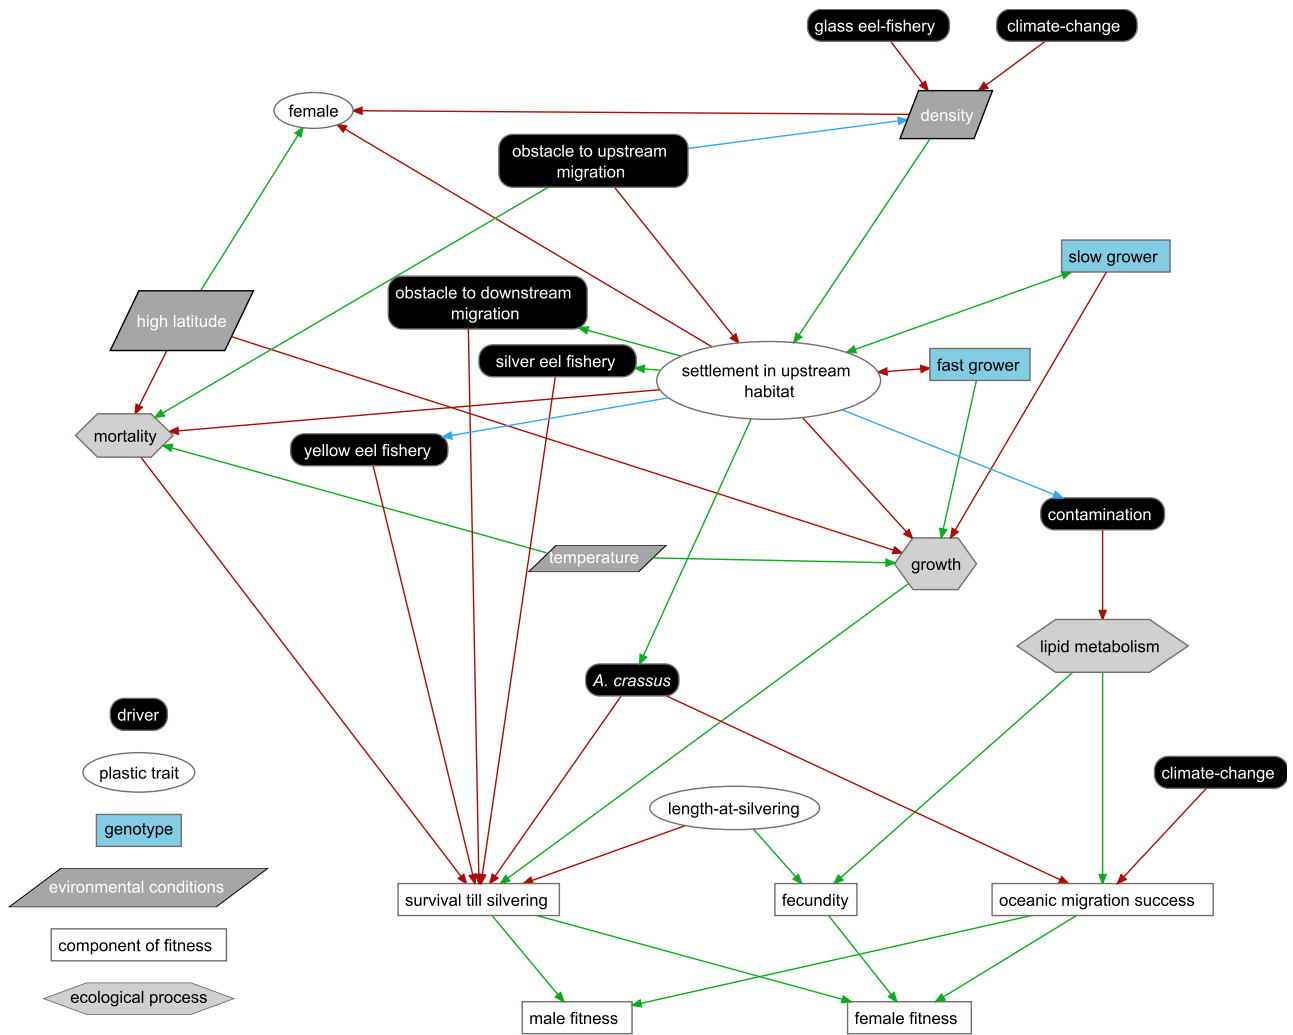 glass eel-fishery
climate-change
female
density
obstacle to upstream
migration
slow grower
obstacle to downstream
migration
high latitude
silver eel fishery
settlement in upstream
habitat
fast grower
mortality
yellow eel fishery
contamination
temperature
growth
lipid metabolism
A. crassus
driver
plastic trait
climate-change
length-at-silvering
genotype
evironmental conditions
survival till silvering
fecundity
oceanic migration success
component of fitness
ecological process
male fitness
female fitness